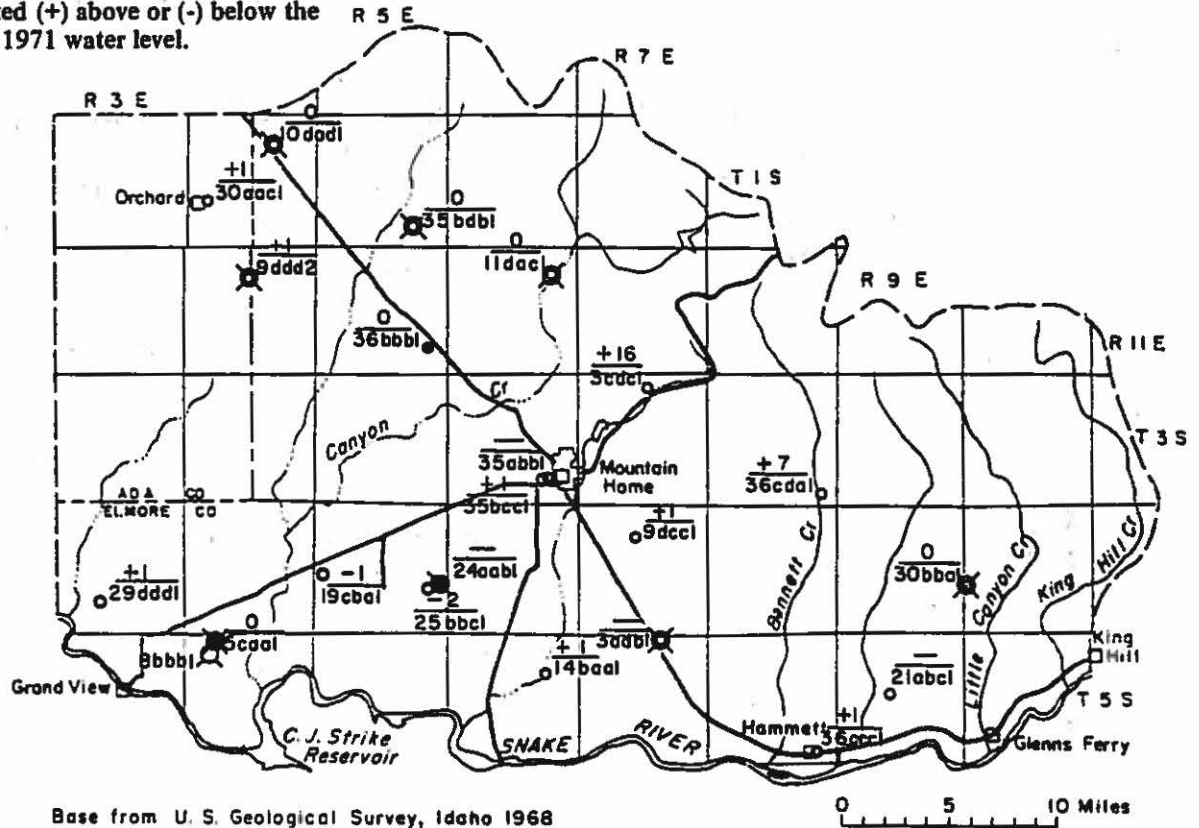 ted (+) above or (-) below the
1971 water level.
R 5 E
R 7 E
R 3 E
0
10dad1
+1
30aac1
Orchard
T 1 S
0
35bdb1
+1
9ddd2
0
11dac1
R 9 E
0
36bbb1
R 11 E
+16
3cdc1
Cr
Canyon
T 3 S
—
35abb1
Mountain
Home
+1
35bcc1
+7
36cda1
ADA CO
ELMORE CO
+1
9dcc1
Bennett Cr
0
30bba1
Canyon Cr
Little
King Hill Cr
—
24aab1
+1
29ddd1
-1
19cba1
-2
25bbc1
0
5caa1
8bbb1
—
3adb1
King
Hill
+1
14baa1
—
21abc1
Grand View
T 5 S
C. J. Strike
Reservoir
SNAKE RIVER
Hammett
+1
36ccc1
Glenns Ferry
Base from U. S. Geological Survey, Idaho 1968
0 5 10 Miles